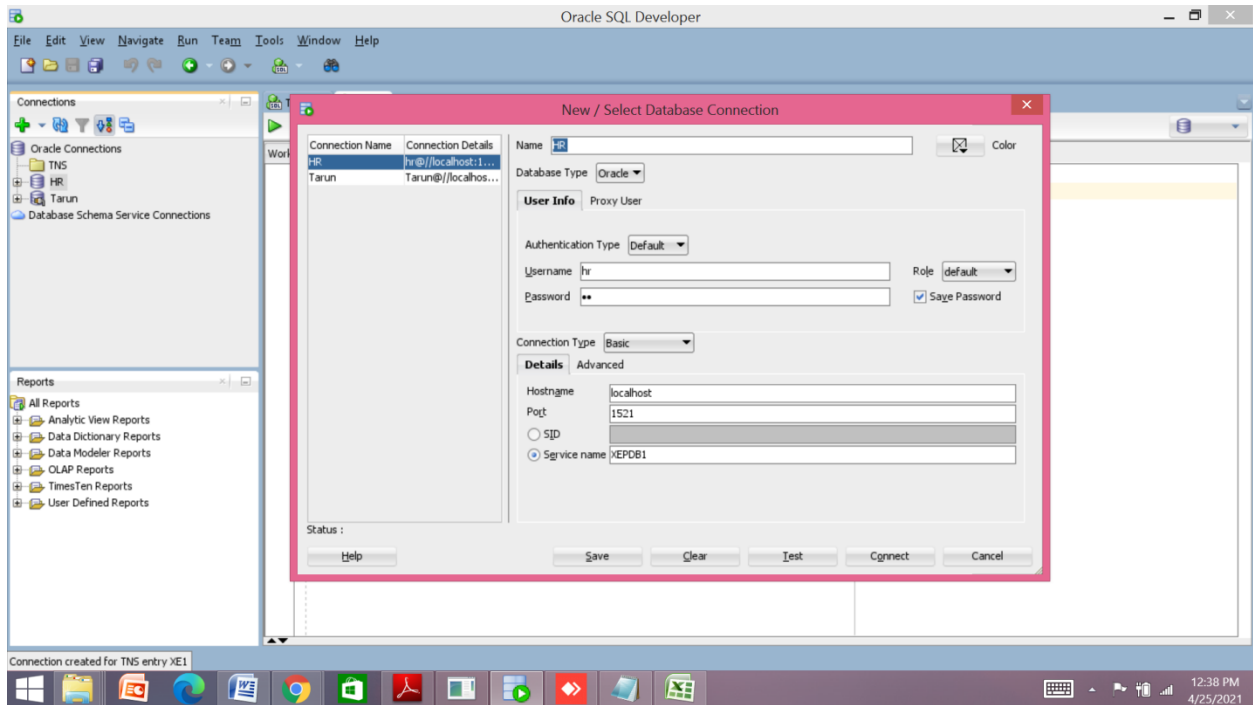 Oracle SQL Developer
File Edit View Navigate Run Team Tools Window Help
Connections
Oracle Connections
TNS
HR
Tarun
Database Schema Service Connections
Reports
All Reports
Analytic View Reports
Data Dictionary Reports
Data Modeler Reports
OLAP Reports
TimesTen Reports
User Defined Reports
New / Select Database Connection
Connection Name Connection Details
HR hr@//localhost:1...
Tarun Tarun@//localhos...
Name HR
Color
Database Type Oracle
User Info Proxy User
Authentication Type Default
Username hr
Role default
Password ••
Save Password
Connection Type Basic
Details Advanced
Hostname localhost
Port 1521
SID
Service name XEPDB1
Status :
Help Save Clear Test Connect Cancel
Connection created for TNS entry XE1
12:38 PM
4/25/2021